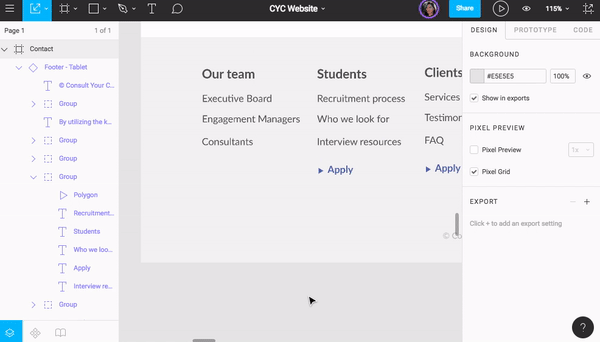 CYC Website
Share
115%
Page 1
1 of 1
DESIGN
PROTOTYPE
CODE
Contact
Footer - Tablet
© Consult Your C...
Group
By utilizing the k...
Group
Group
Group
Polygon
Recruitment...
Students
Who we loo...
Apply
Interview re...
Group
Our team
Executive Board
Engagement Managers
Consultants
Students
Recruitment process
Who we look for
Interview resources
Apply
Clients
Services
Testimon
FAQ
Apply
© Co
BACKGROUND
#E5E5E5
100%
Show in exports
PIXEL PREVIEW
Pixel Preview
1x
Pixel Grid
EXPORT
Click + to add an export setting
?